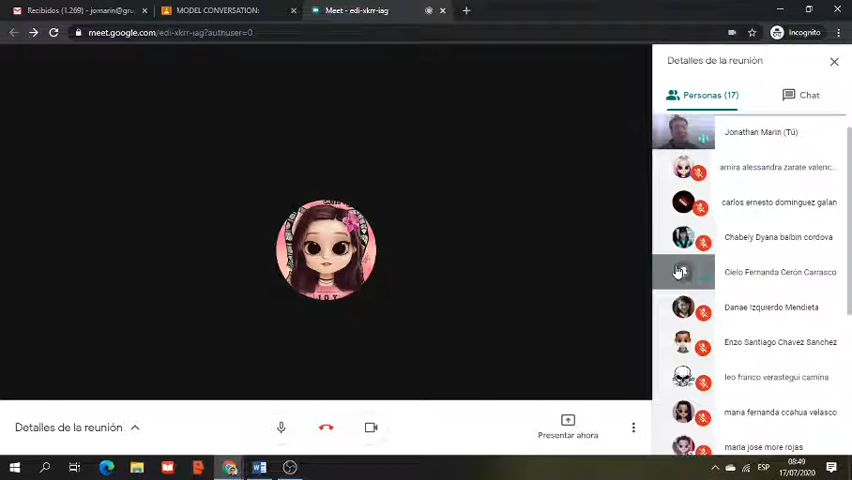 Recibidos (1.269) - jomarin@gru
MODEL CONVERSATION:
Meet - edi-xkrr-iag
meet.google.com/edi-xkrr-iag?authuser=0
Incognito
Detalles de la reunión
Personas (17)
Chat
Jonathan Marin (Tú)
amira alessandra zarate valenc...
carlos ernesto dominguez galan
Chabely Dyana balbin cordova
Cielo Fernanda Cerón Carrasco
Danae Izquierdo Mendieta
Enzo Santiago Chavez Sanchez
leo franco verastegui camina
maria fernanda ccahua velasco
maria jose more rojas
Detalles de la reunión
Presentar ahora
ESP
08:49
17/07/2020